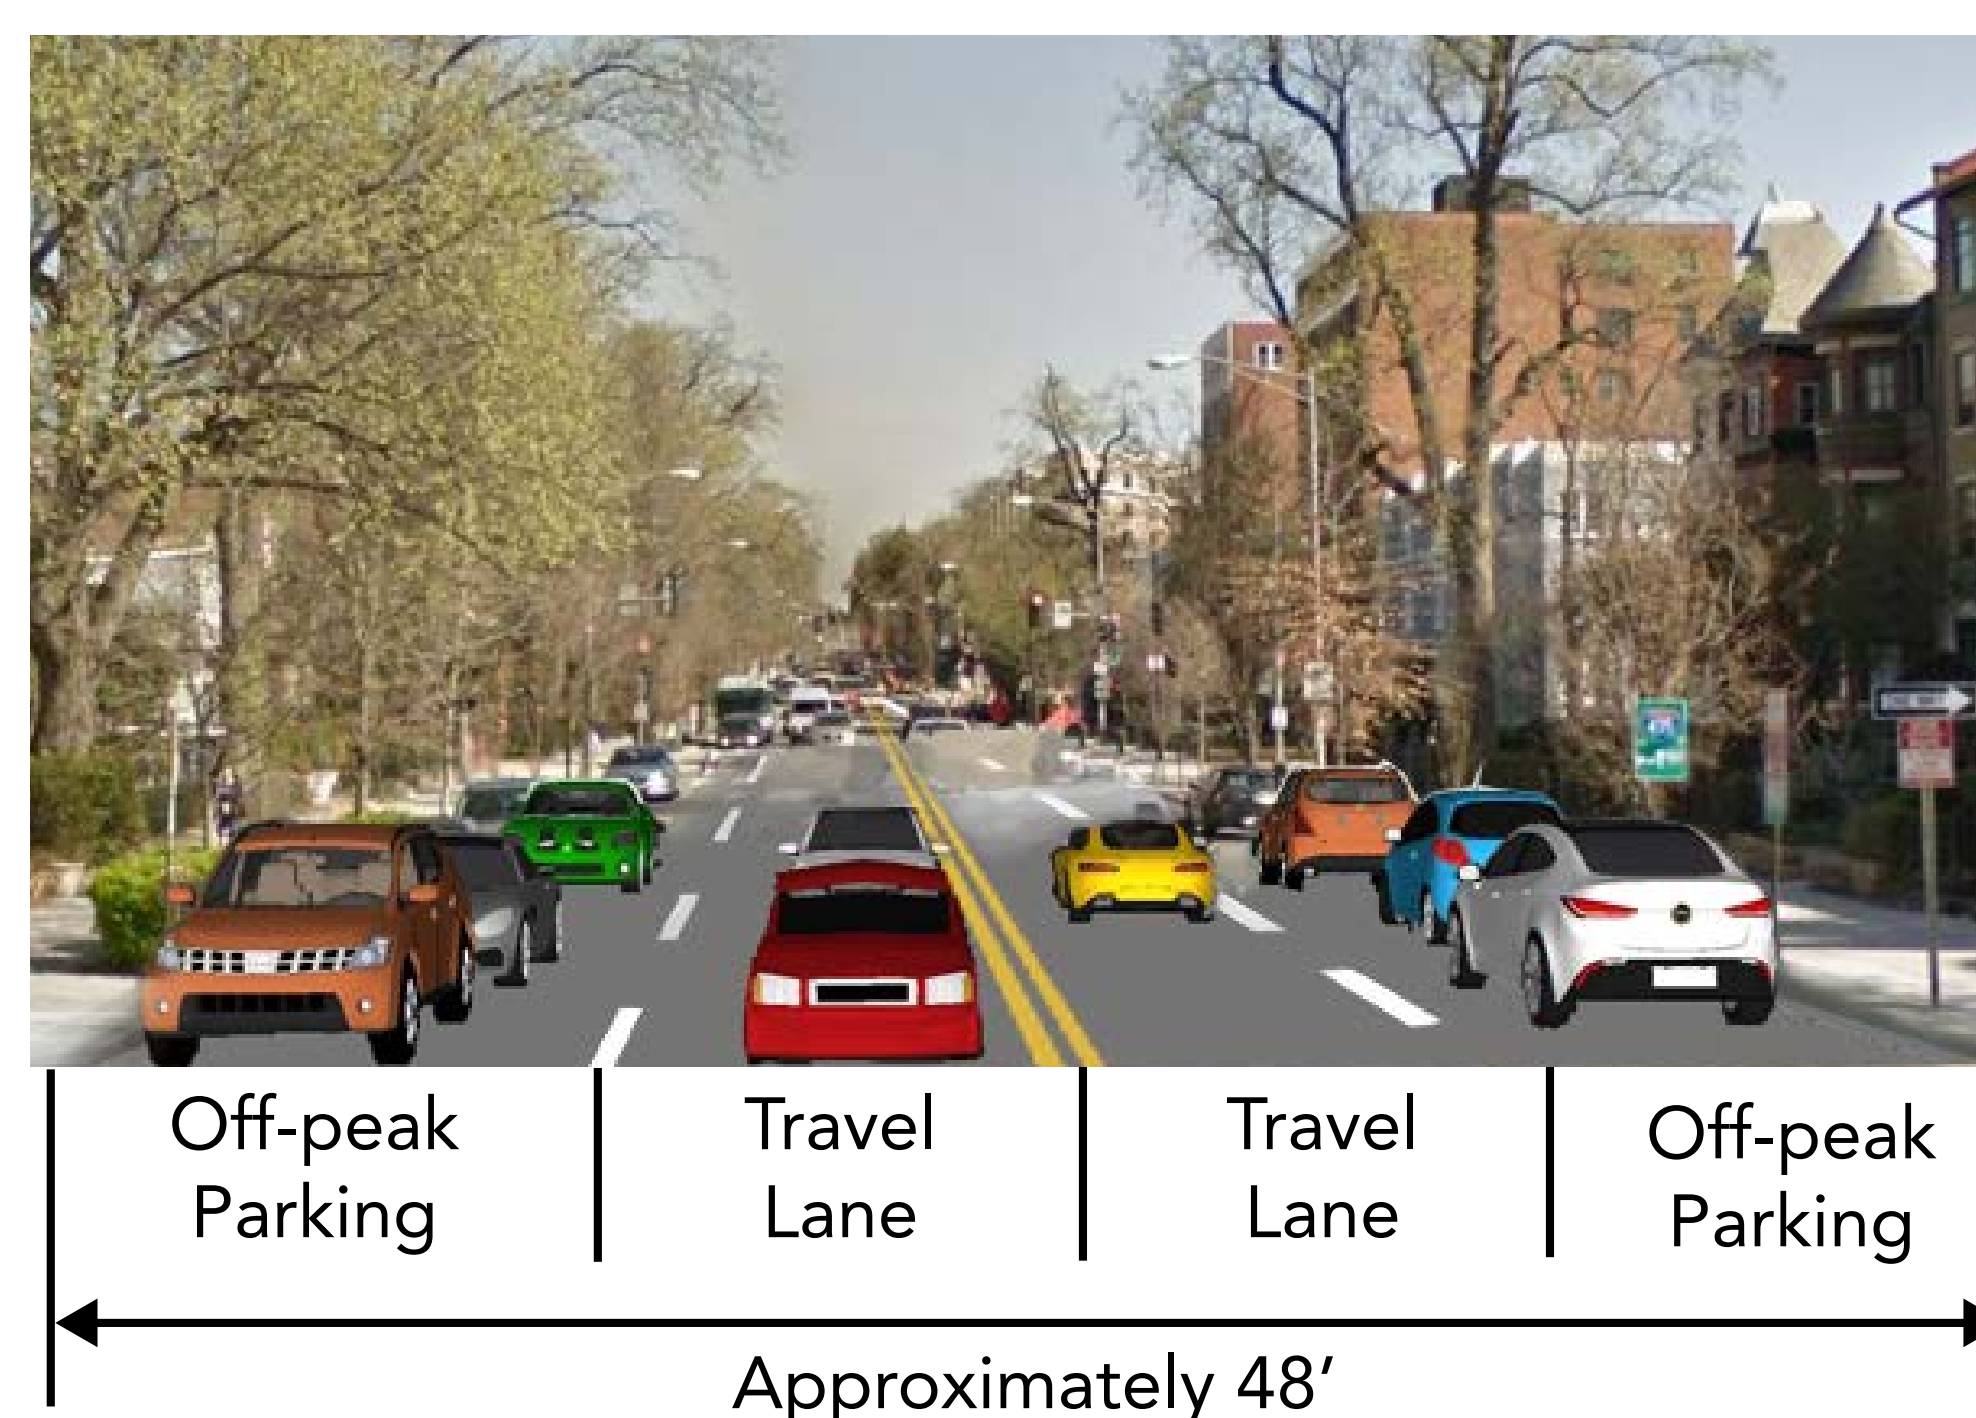 Off-peak
Parking
Travel
Lane
Travel
Lane
Off-peak
Parking
Approximately 48′